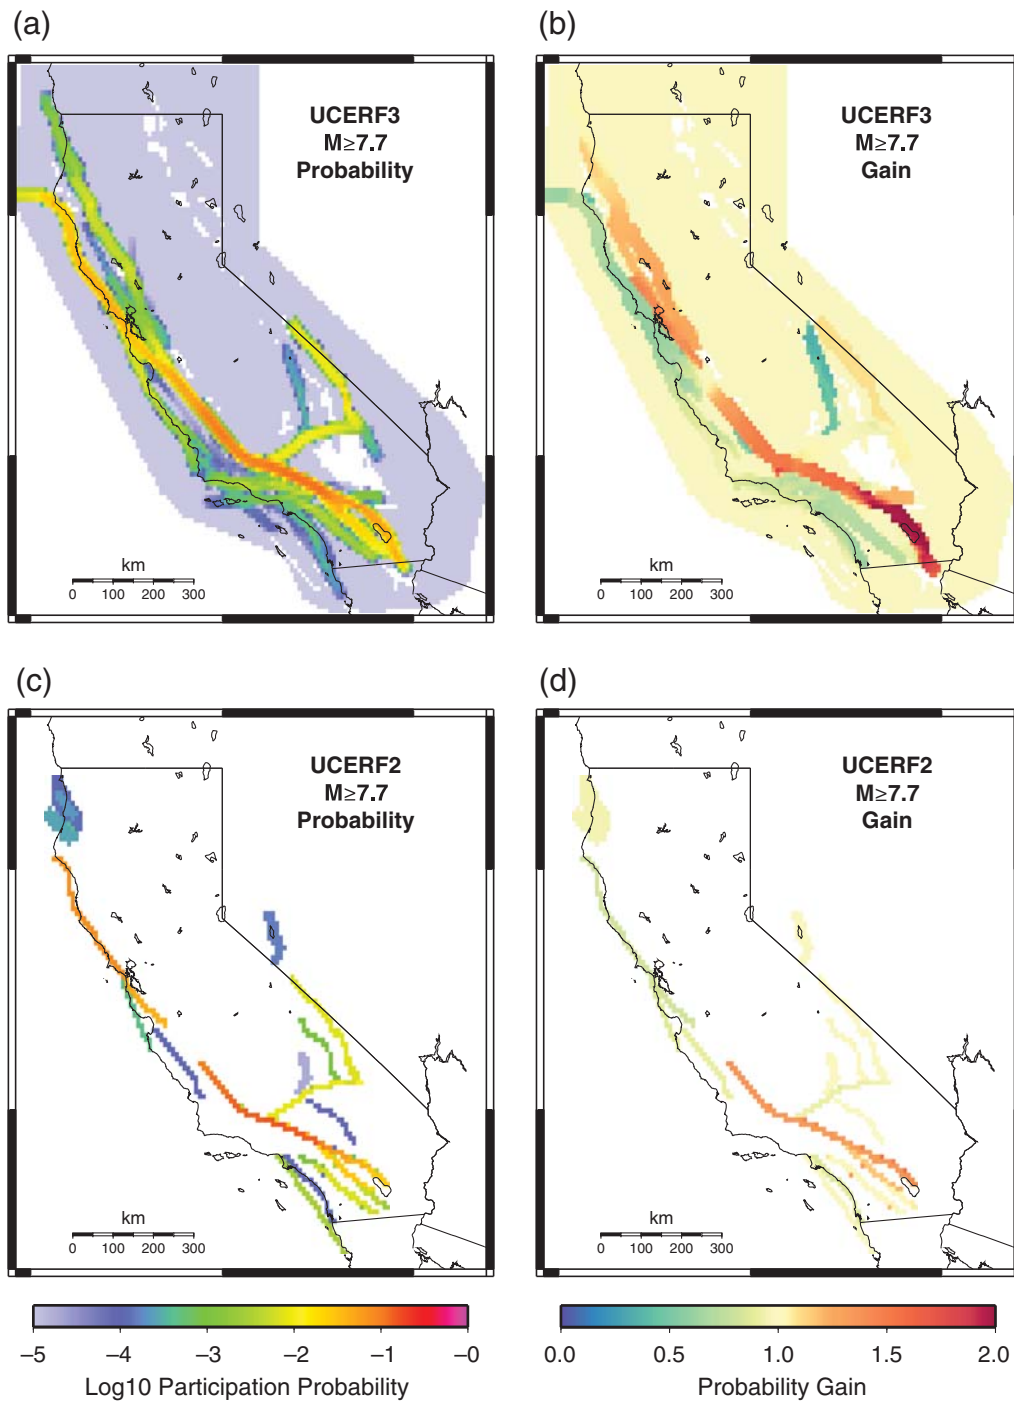 (a)
(b)
UCERF3
M≥7.7
Probability
UCERF3
M≥7.7
Gain
km
0 100 200 300
km
0 100 200 300
(c)
(d)
UCERF2
M≥7.7
Probability
UCERF2
M≥7.7
Gain
km
0 100 200 300
km
0 100 200 300
–5 –4 –3 –2 –1 –0
Log10 Participation Probability
0.0 0.5 1.0 1.5 2.0
Probability Gain